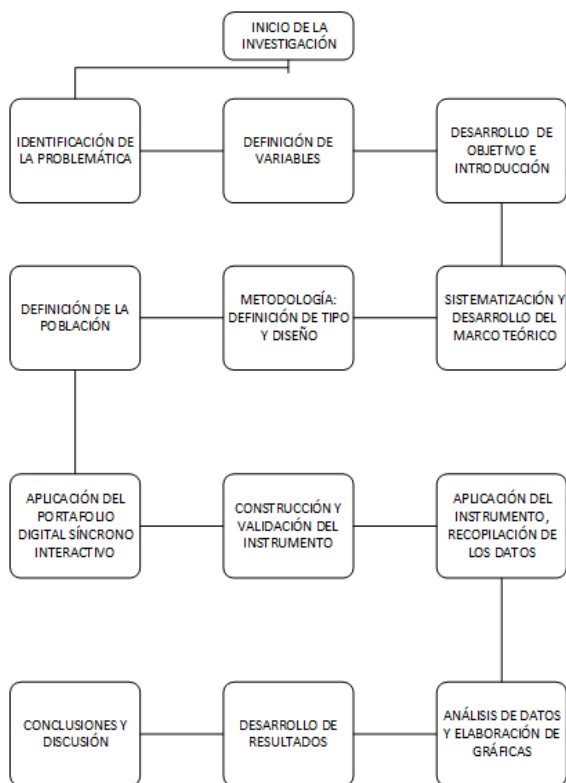 INICIO DE LA
INVESTIGACIÓN
IDENTIFICACIÓN DE
LA PROBLEMÁTICA
DEFINICIÓN DE
VARIABLES
DESARROLLO DE
OBJETIVO E
INTRODUCCIÓN
SISTEMATIZACIÓN Y
DESARROLLO DEL
MARCO TEÓRICO
METODOLOGÍA:
DEFINICIÓN DE TIPO
Y DISEÑO
DEFINICIÓN DE LA
POBLACIÓN
APLICACIÓN DEL
PORTAFOLIO
DIGITAL SÍNCRONO
INTERACTIVO
CONSTRUCCIÓN Y
VALIDACIÓN DEL
INSTRUMENTO
APLICACIÓN DEL
INSTRUMENTO,
RECOPILACIÓN DE
LOS DATOS
ANÁLISIS DE DATOS
Y ELABORACIÓN DE
GRÁFICAS
DESARROLLO DE
RESULTADOS
CONCLUSIONES Y
DISCUSIÓN